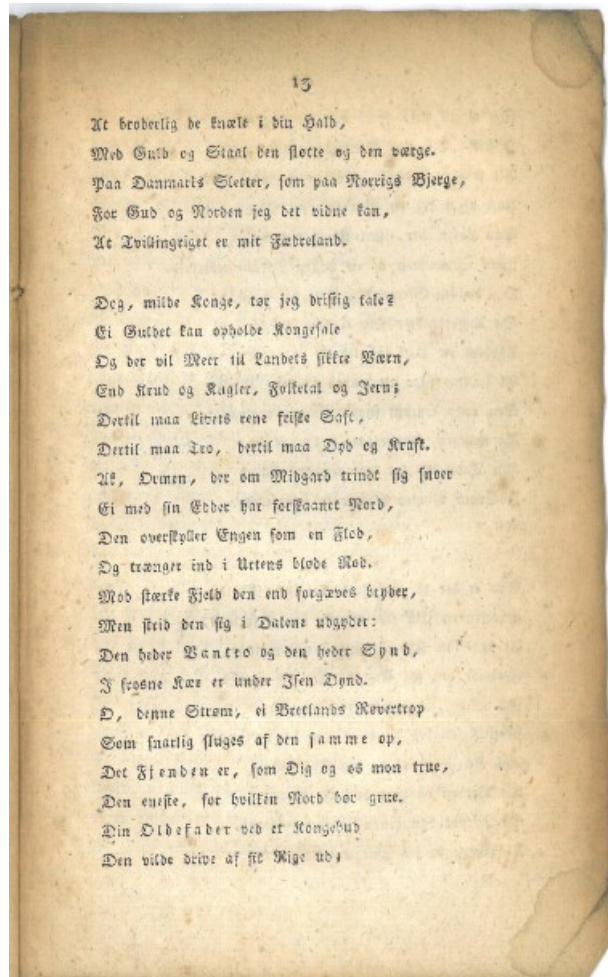 13
At broderlig de knæle i din Hald,
Med Guld og Staal den støtte og den værge.
Paa Danmarks Sletter, som paa Norrigs Bjerge,
For Gud og Norden jeg det vidne kan,
At Tvillingriget er mit Fædreland.
Dog, milde Konge, tør jeg dristig tale?
Ei Guldet kan opholde Kongesale
Og der vil Meer til Landets sikkre Værn,
End Krud og Kugler, Folketal og Jern;
Dertil maa Livets rene friske Saft,
Dertil maa Tro, dertil maa Dyd og Kraft.
Ak, Ormen, der om Midgard trindt sig snoer
Ei med sin Edder har forskaanet Nord,
Den overskyller Engen som en Flod,
Og trænger ind i Urtens bløde Rod.
Mod stærke Fjeld den end forgæves bryder,
Men strid den sig i Dalene udgyder:
Den heder Vantro og den heder Synd,
I frosne Kær er under Isen Dynd.
O, denne Strøm, ei Bretlands Røvertrop
Som snarlig sluges af den samme op,
Det Fjenden er, som Dig og os mon true,
Den eneste, for hvilken Nord bør grue.
Din Oldefader ved et Kongebud
Den vilde drive af sit Rige ud;